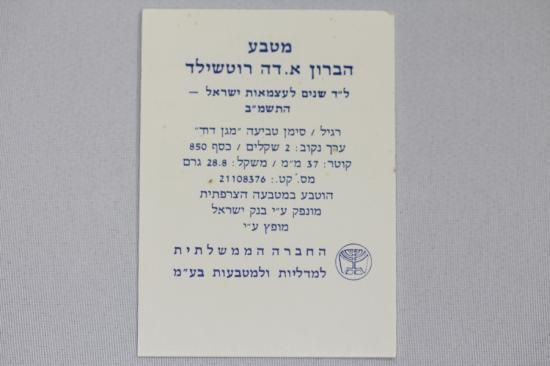 מטבע
הברון א. דה רוטשילד
ל״ד שנים לעצמאות ישראל –
התשמ״ב
רגיל / סימן טביעה ״מגן דוד״
ערך נקוב: 2 שקלים / כסף 850
קוטר: 37 מ״מ / משקל: 28.8 גרם
מס. קט.: 21108376
הוטבע במטבעה הצרפתית
מונפק ע״י בנק ישראל
מופץ ע״י
החברה הממשלתית
למדליות ולמטבעות בע״מ